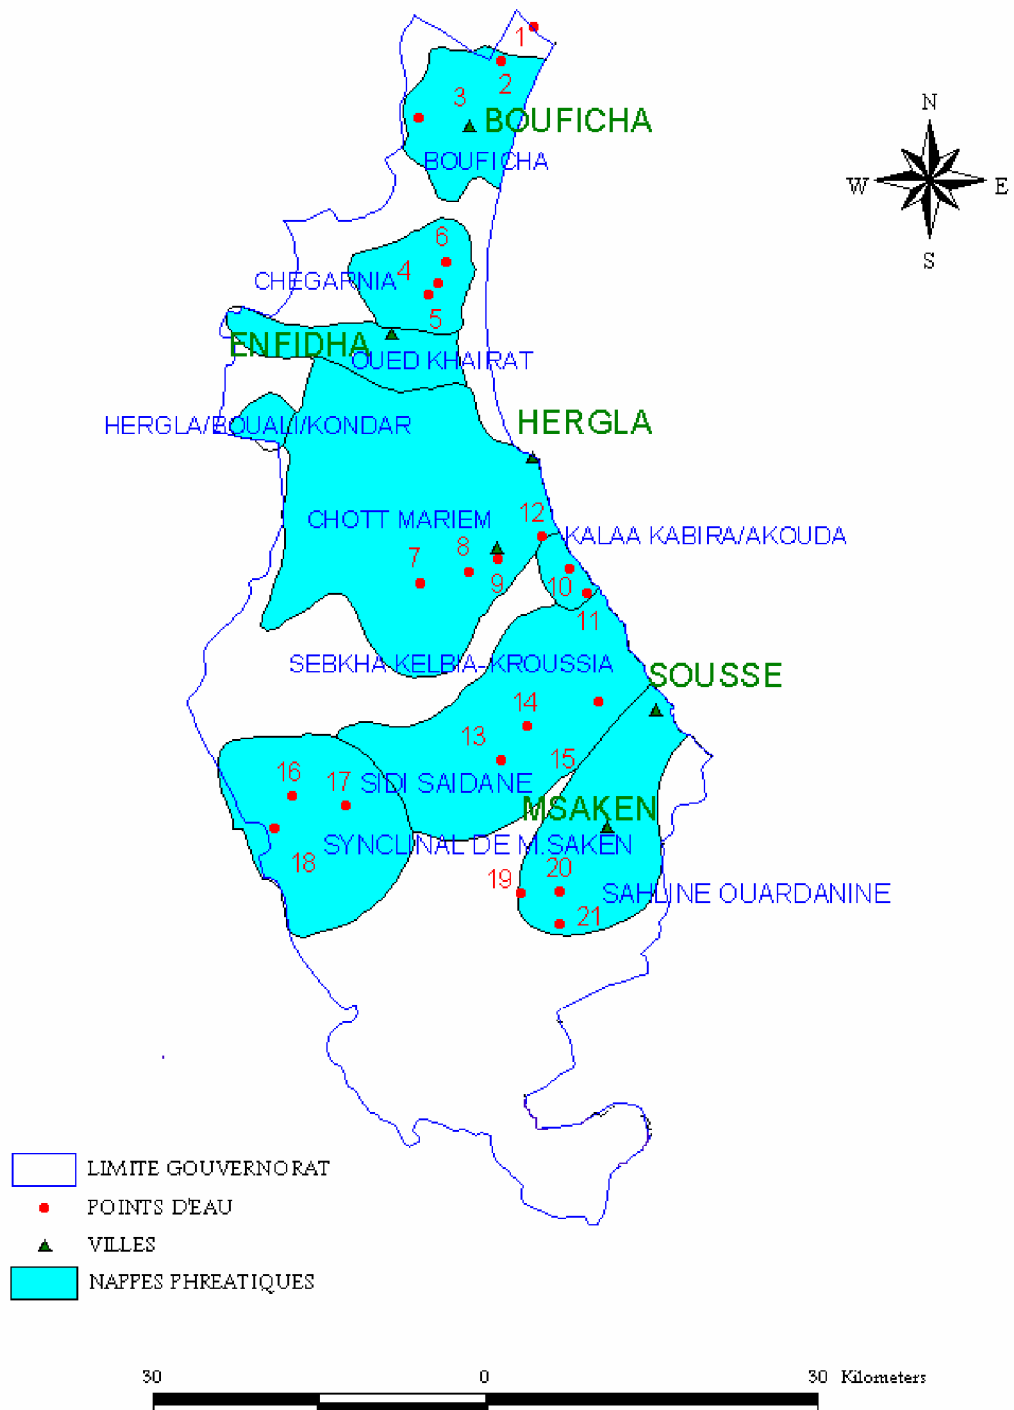 1
2
3
BOUFICHA
BOUFICHA
N
W
E
S
6
4
CHEGARNIA
5
ENFIDHA
OUED KHAIRAT
HERGLA
HERGLA/BOUALI/KONDAR
CHOTT MARIEM
12
KALAA KABIRA/AKOUDA
7
8
9
10
11
SEBKHA KELBIA-KROUSSIA
SOUSSE
14
13
15
16
17
SIDI SAIDANE
MSAKEN
SYNCLINAL DE M.SAKEN
18
19
20
SAHLINE OUARDANINE
21
LIMITE GOUVERNORAT
POINTS D'EAU
VILLES
NAPPES PHREATIQUES
30 0 30 Kilometers